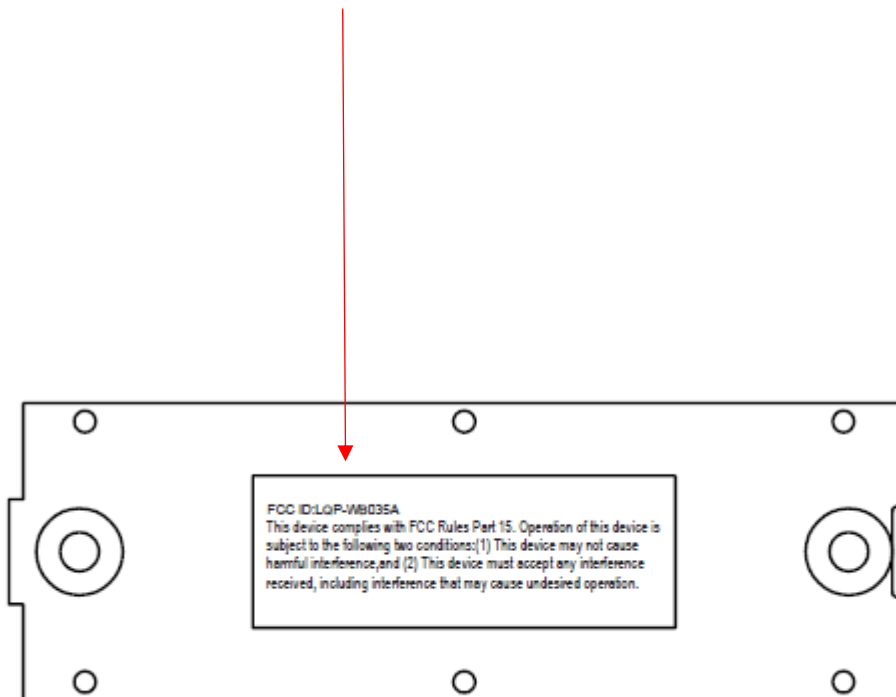 FCC ID:LQP-WB035A
This device complies with FCC Rules Part 15. Operation of this device is
subject to the following two conditions:(1) This device may not cause
harmful interference,and (2) This device must accept any interference
received, including interference that may cause undesired operation.